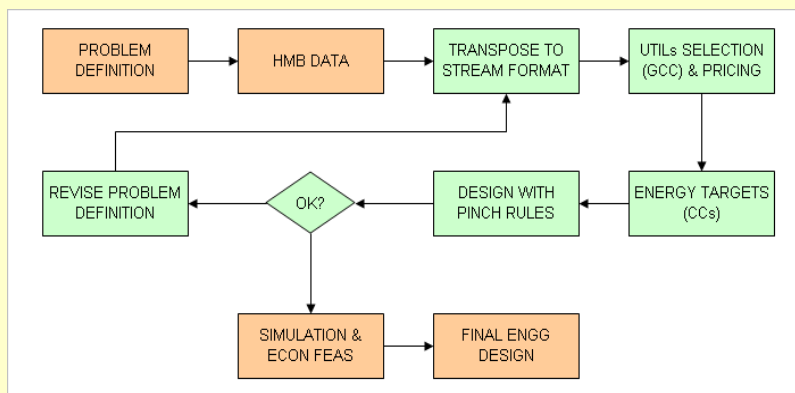 PROBLEM
DEFINITION
HMB DATA
TRANSPOSE TO
STREAM FORMAT
UTILs SELECTION
(GCC) & PRICING
REVISE PROBLEM
DEFINITION
OK?
DESIGN WITH
PINCH RULES
ENERGY TARGETS
(CCs)
SIMULATION &
ECON FEAS
FINAL ENGG
DESIGN